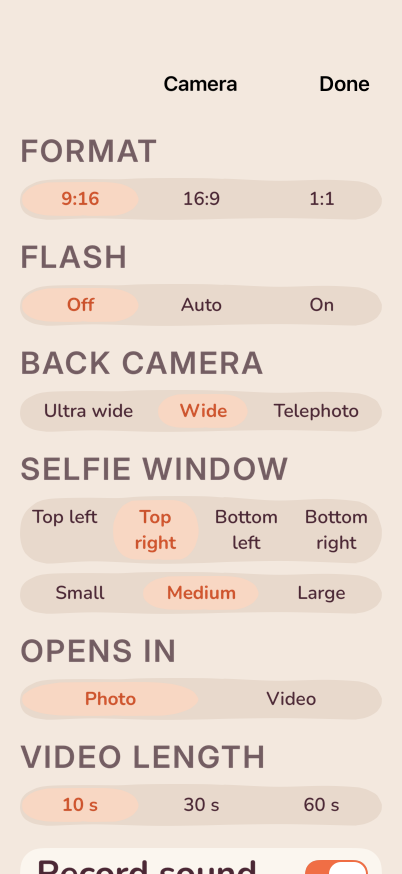 Camera Done
FORMAT
9:16 16:9 1:1
FLASH
Off Auto On
BACK CAMERA
Ultra wide Wide Telephoto
SELFIE WINDOW
Top left Top right Bottom left Bottom right
Small Medium Large
OPENS IN
Photo Video
VIDEO LENGTH
10 s 30 s 60 s
Record sound